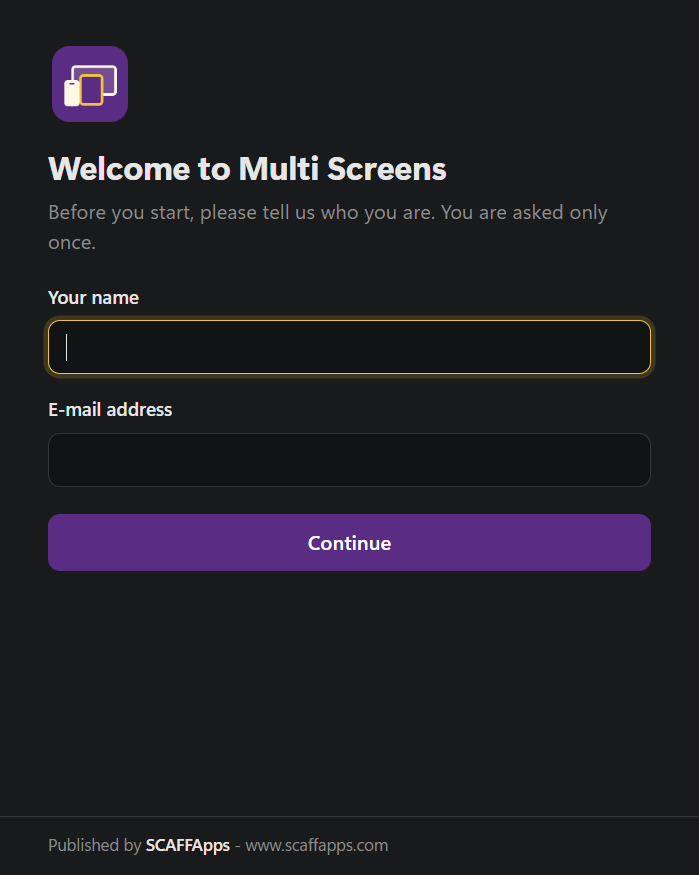 Welcome to Multi Screens
Before you start, please tell us who you are. You are asked only
once.
Your name
E-mail address
Continue
Published by SCAFFApps - www.scaffapps.com